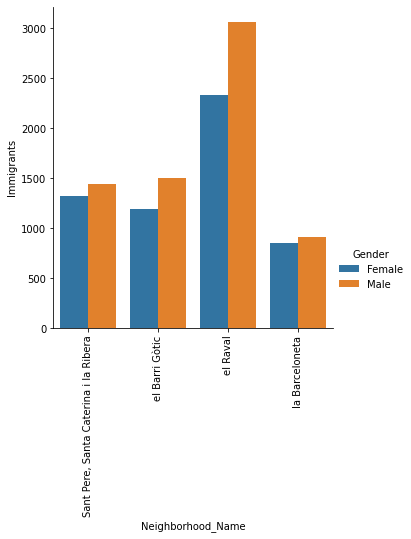 3000
2500
2000
1500
1000
500
0
Immigrants
Sant Pere, Santa Caterina i la Ribera
el Barri Gòtic
el Raval
la Barceloneta
Neighborhood_Name
Gender
Female
Male